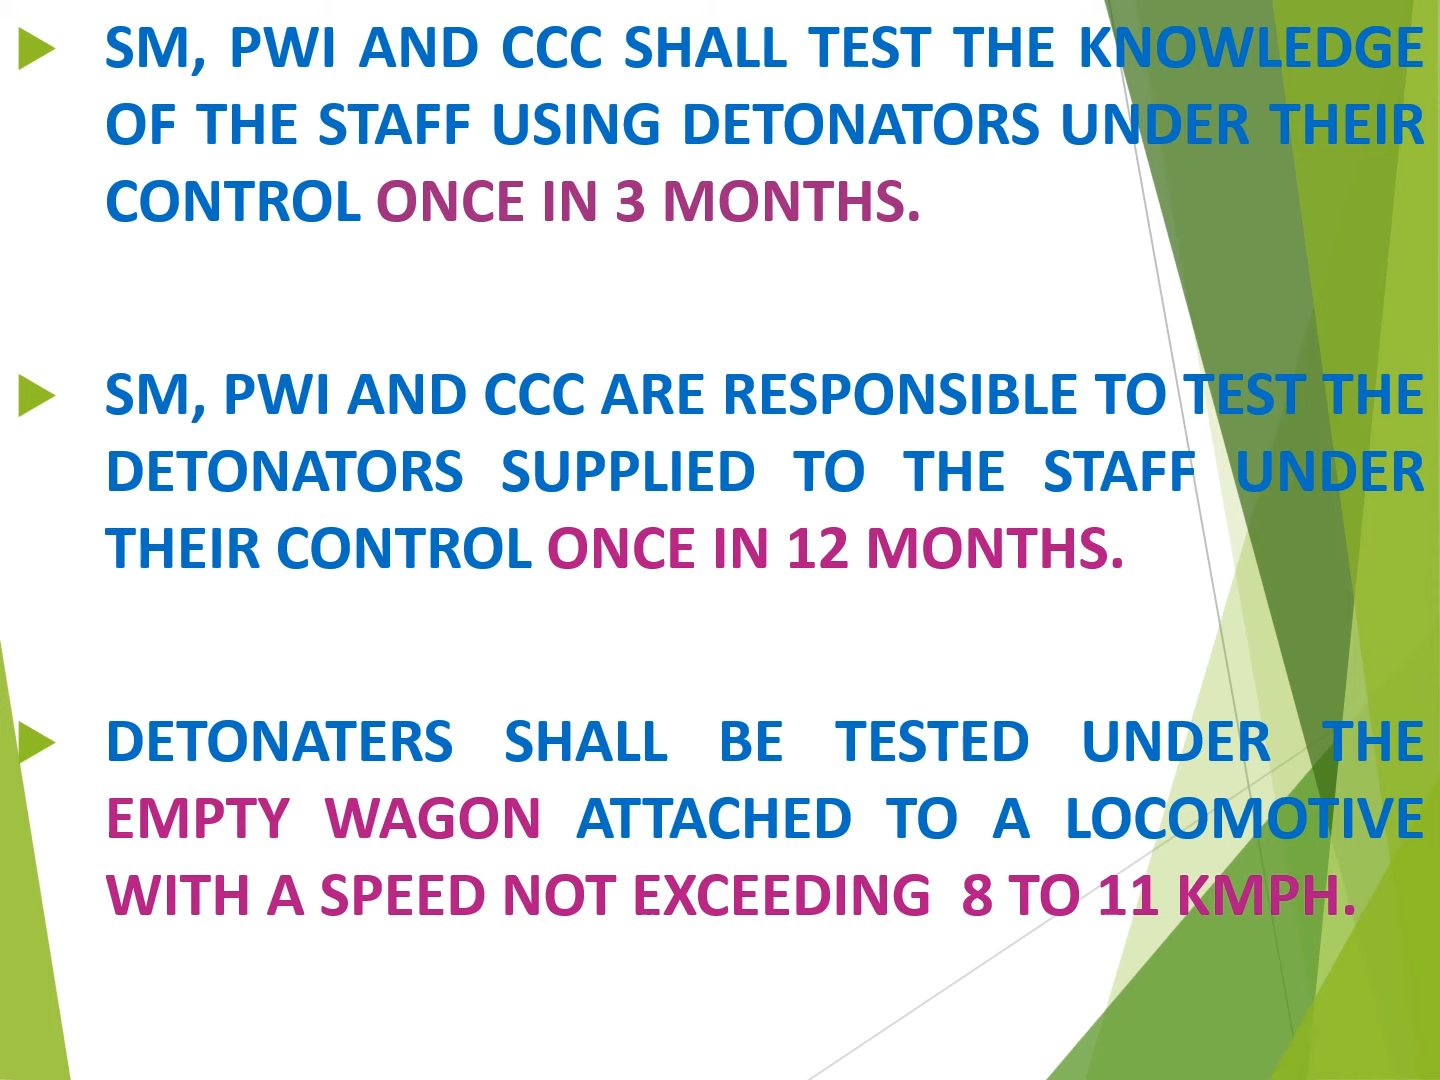 SM, PWI AND CCC SHALL TEST THE KNOWLEDGE
OF THE STAFF USING DETONATORS UNDER THEIR
CONTROL ONCE IN 3 MONTHS.
SM, PWI AND CCC ARE RESPONSIBLE TO TEST THE
DETONATORS SUPPLIED TO THE STAFF UNDER
THEIR CONTROL ONCE IN 12 MONTHS.
DETONATERS SHALL BE TESTED UNDER THE
EMPTY WAGON ATTACHED TO A LOCOMOTIVE
WITH A SPEED NOT EXCEEDING 8 TO 11 KMPH.